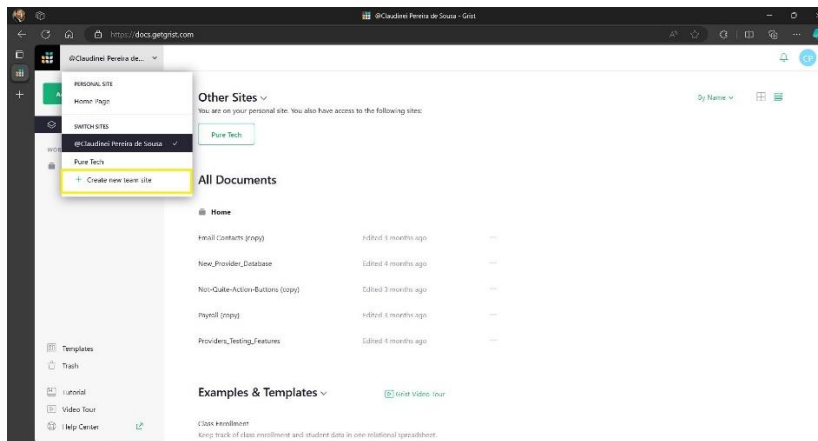 @Claudinei Pereira de Sousa - Grist
https://docs.getgrist.com
@Claudinei Pereira de...
PERSONAL SITE
Home Page
SWITCH SITES
@Claudinei Pereira de Sousa
Pure Tech
+ Create new team site
Other Sites
By Name
You are on your personal site. You also have access to the following sites:
Pure Tech
All Documents
Home
Email Contacts (copy)
Edited 3 months ago
New_Provider_Database
Edited 4 months ago
Not-Quite-Action-Buttons (copy)
Edited 3 months ago
Payroll (copy)
Edited 4 months ago
Providers_Testing_Features
Edited 4 months ago
Templates
Trash
Tutorial
Video Tour
Help Center
Examples & Templates
Grist Video Tour
Class Enrollment
Keep track of class enrollment and student data in one relational spreadsheet.
CP